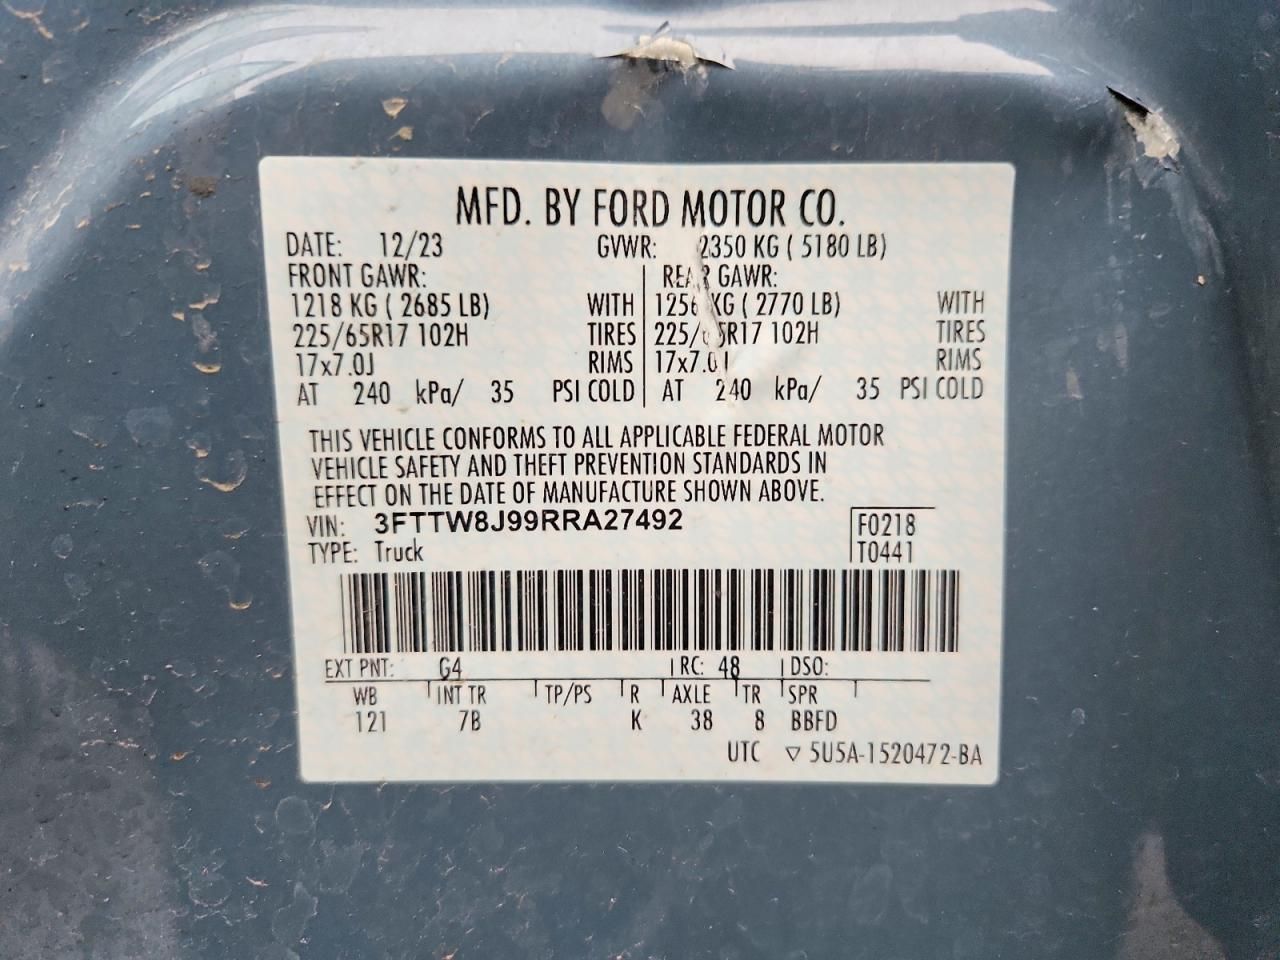 MFD. BY FORD MOTOR CO.
DATE: 12/23 GVWR: 2350 KG ( 5180 LB)
FRONT GAWR: REAR GAWR:
1218 KG ( 2685 LB) WITH 1256 KG ( 2770 LB) WITH
225/65R17 102H TIRES 225/65R17 102H TIRES
17x7.0J RIMS 17x7.0J RIMS
AT 240 kPa/ 35 PSI COLD AT 240 kPa/ 35 PSI COLD
THIS VEHICLE CONFORMS TO ALL APPLICABLE FEDERAL MOTOR
VEHICLE SAFETY AND THEFT PREVENTION STANDARDS IN
EFFECT ON THE DATE OF MANUFACTURE SHOWN ABOVE.
VIN: 3FTTW8J99RRA27492 F0218
TYPE: Truck T0441
EXT PNT: G4 RC: 48 DSO:
WB INT TR TP/PS R AXLE TR SPR
121 7B K 38 8 BBFD
UTC ▽ 5U5A-1520472-BA